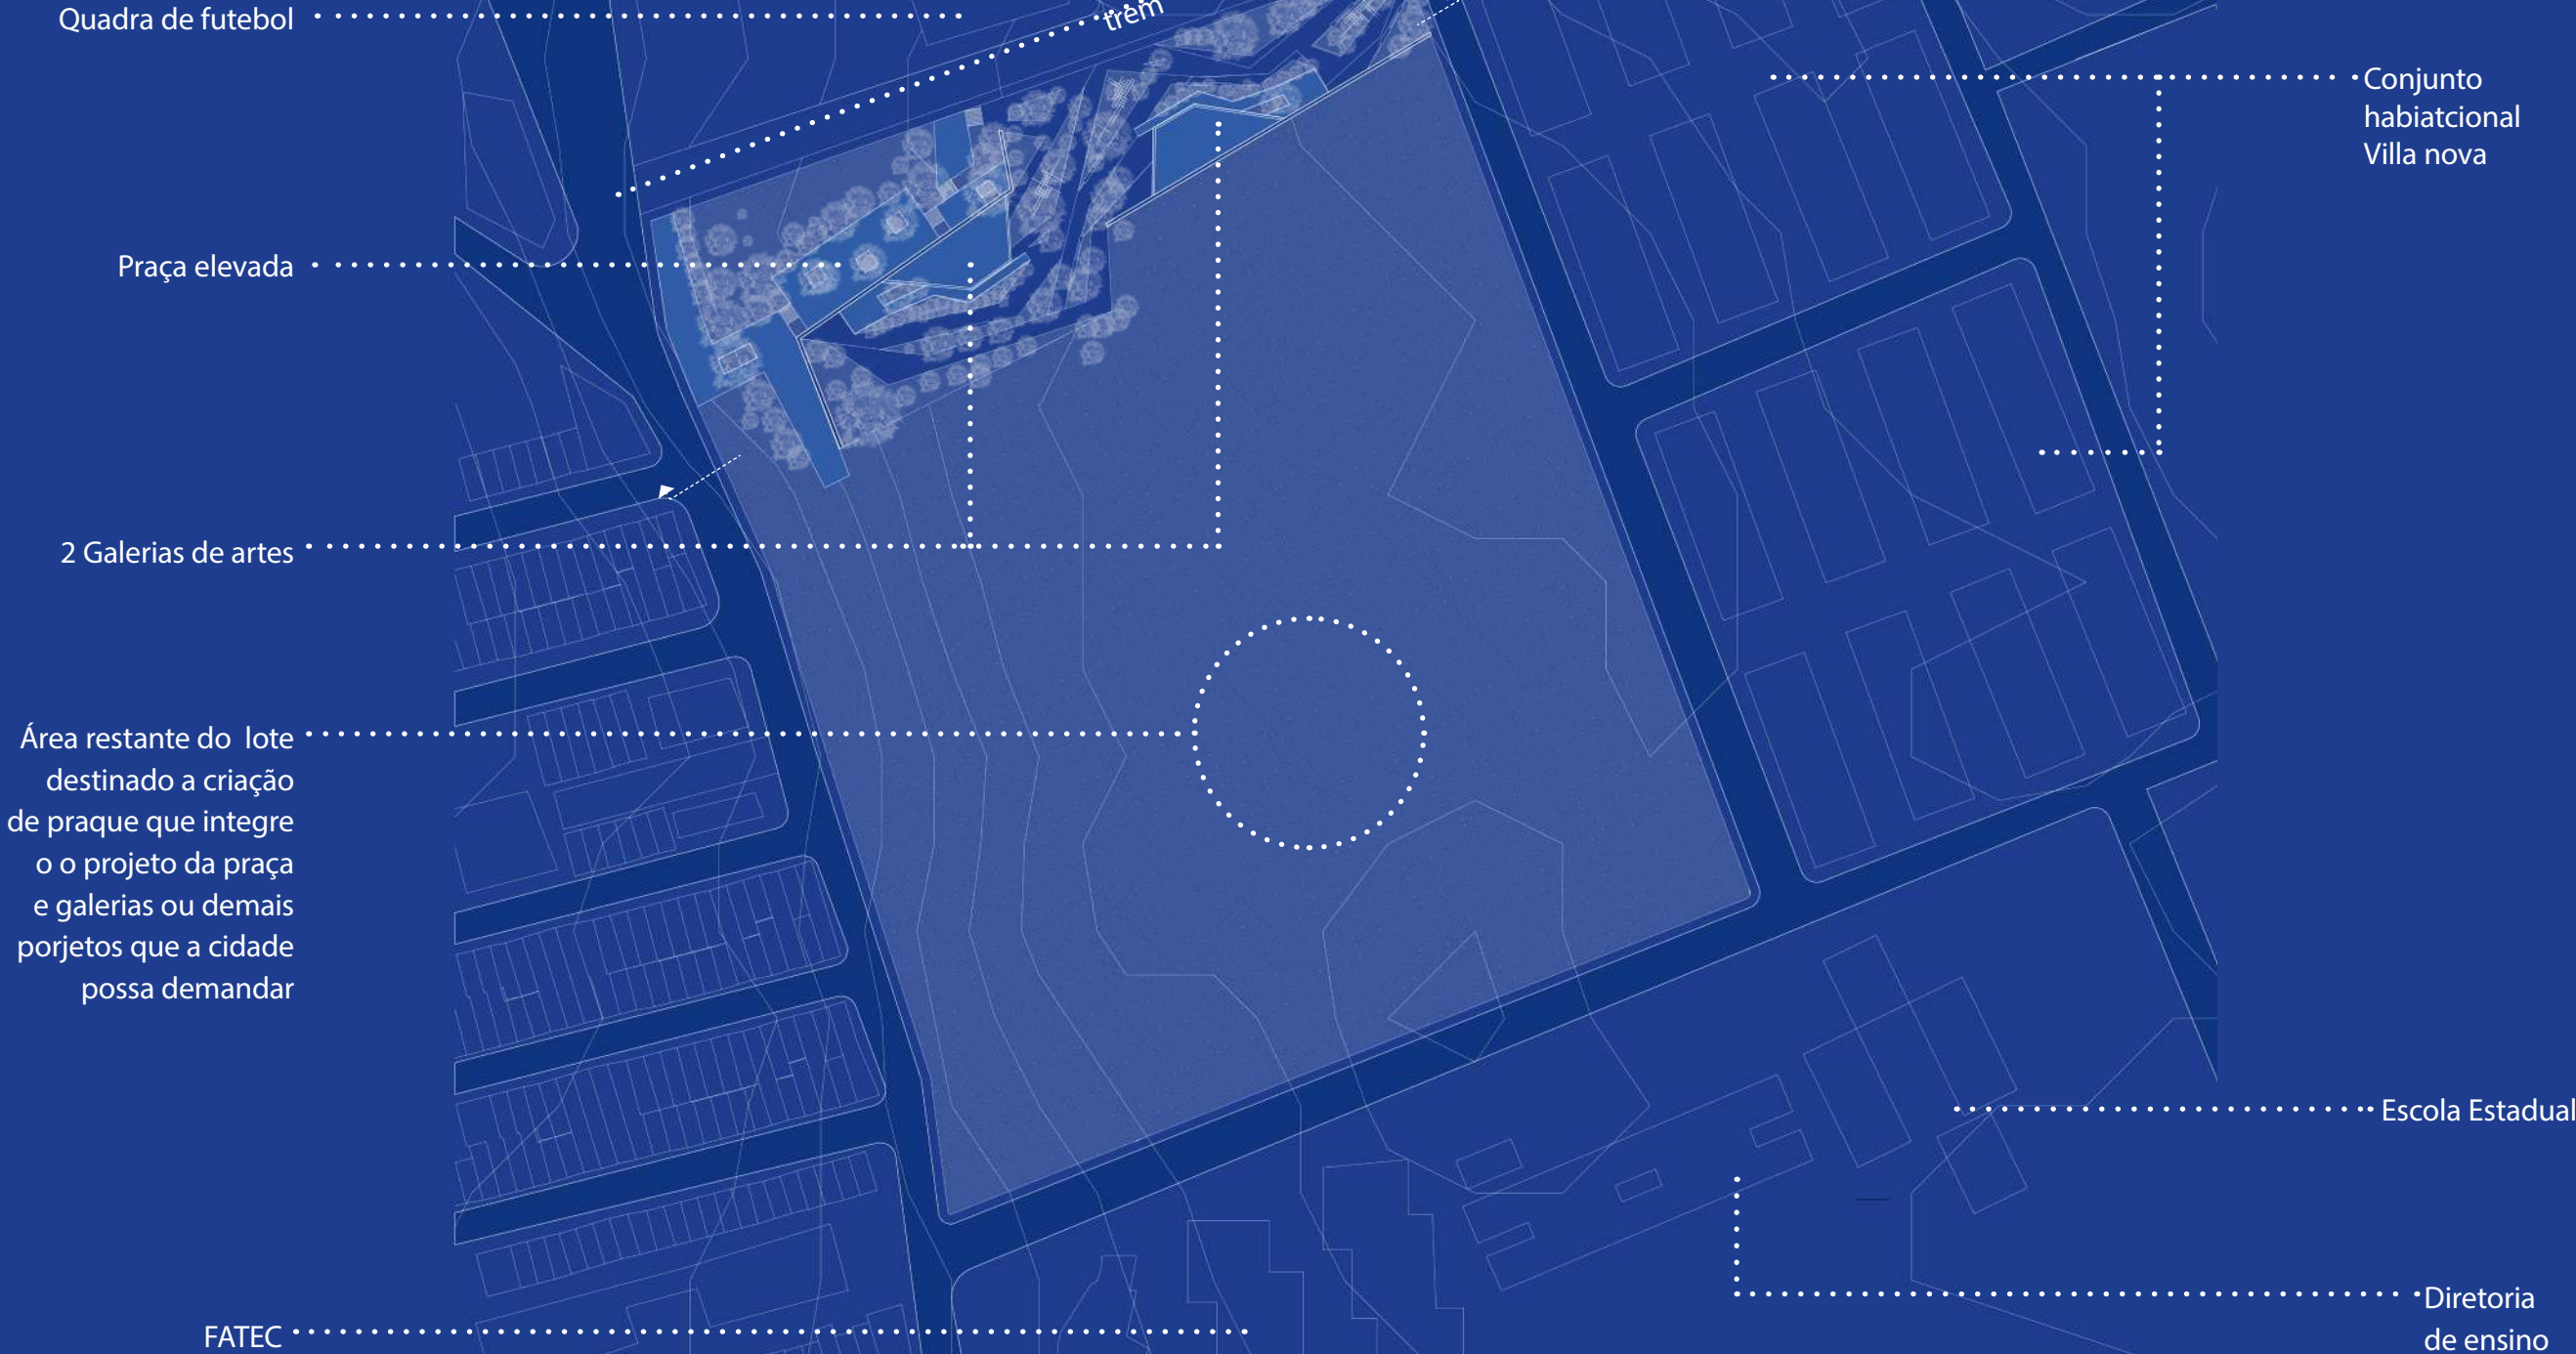 Quadra de futebol
trem
Conjunto
habiatcional
Villa nova
Praça elevada
2 Galerias de artes
Área restante do lote
destinado a criação
de praque que integre
o o projeto da praça
e galerias ou demais
porjetos que a cidade
possa demandar
Escola Estadual
Diretoria
de ensino
FATEC